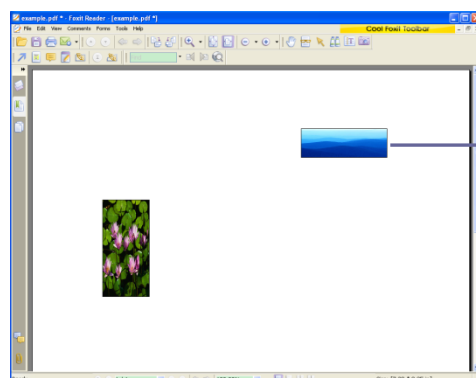 example.pdf * - Foxit Reader - [example.pdf *]
File Edit View Comments Forms Tools Help
Cool Foxit Toolbar